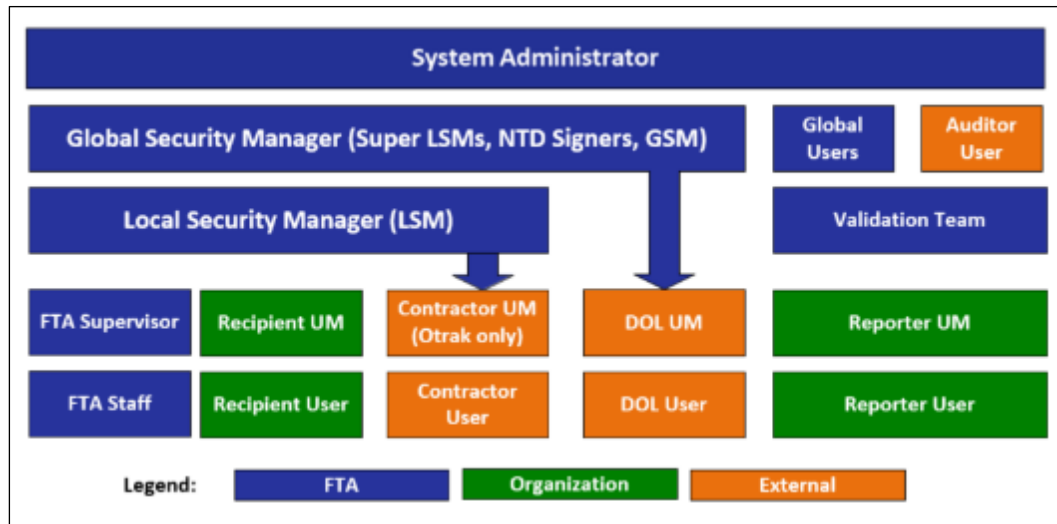 System Administrator
Global Security Manager (Super LSMs, NTD Signers, GSM)
Global
Users
Auditor
User
Local Security Manager (LSM)
Validation Team
FTA Supervisor
Recipient UM
Contractor UM
(Otrak only)
DOL UM
Reporter UM
FTA Staff
Recipient User
Contractor
User
DOL User
Reporter User
Legend:
FTA
Organization
External